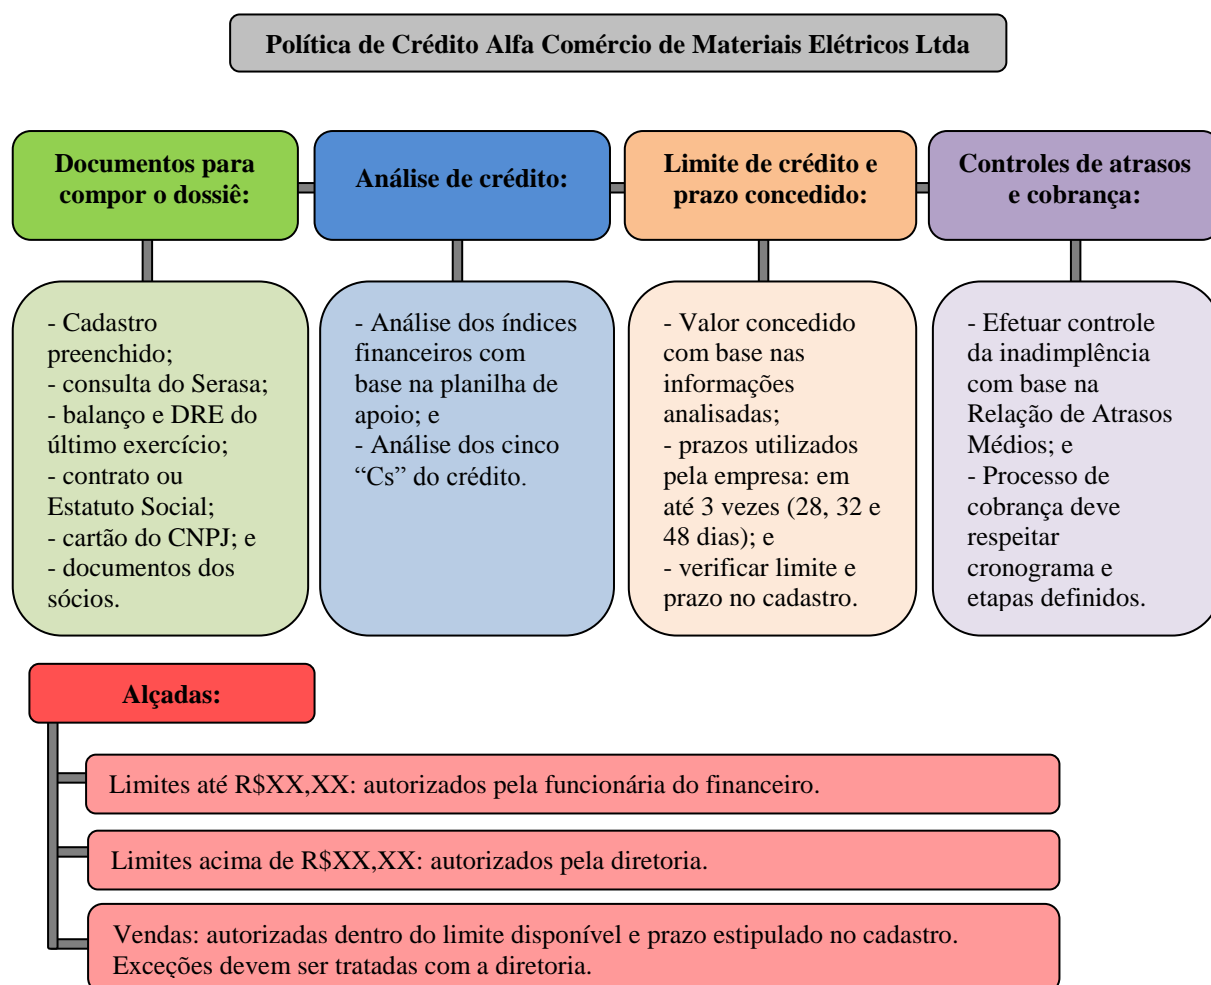 Política de Crédito Alfa Comércio de Materiais Elétricos Ltda
Documentos para
compor o dossiê:
- Cadastro
preenchido;
- consulta do Serasa;
- balanço e DRE do
último exercício;
- contrato ou
Estatuto Social;
- cartão do CNPJ; e
- documentos dos
sócios.
Análise de crédito:
- Análise dos índices
financeiros com
base na planilha de
apoio; e
- Análise dos cinco
“Cs” do crédito.
Limite de crédito e
prazo concedido:
- Valor concedido
com base nas
informações
analisadas;
- prazos utilizados
pela empresa: em
até 3 vezes (28, 32 e
48 dias); e
- verificar limite e
prazo no cadastro.
Controles de atrasos
e cobrança:
- Efetuar controle
da inadimplência
com base na
Relação de Atrasos
Médios; e
- Processo de
cobrança deve
respeitar
cronograma e
etapas definidos.
Alçadas:
Limites até R$XX,XX: autorizados pela funcionária do financeiro.
Limites acima de R$XX,XX: autorizados pela diretoria.
Vendas: autorizadas dentro do limite disponível e prazo estipulado no cadastro.
Exceções devem ser tratadas com a diretoria.